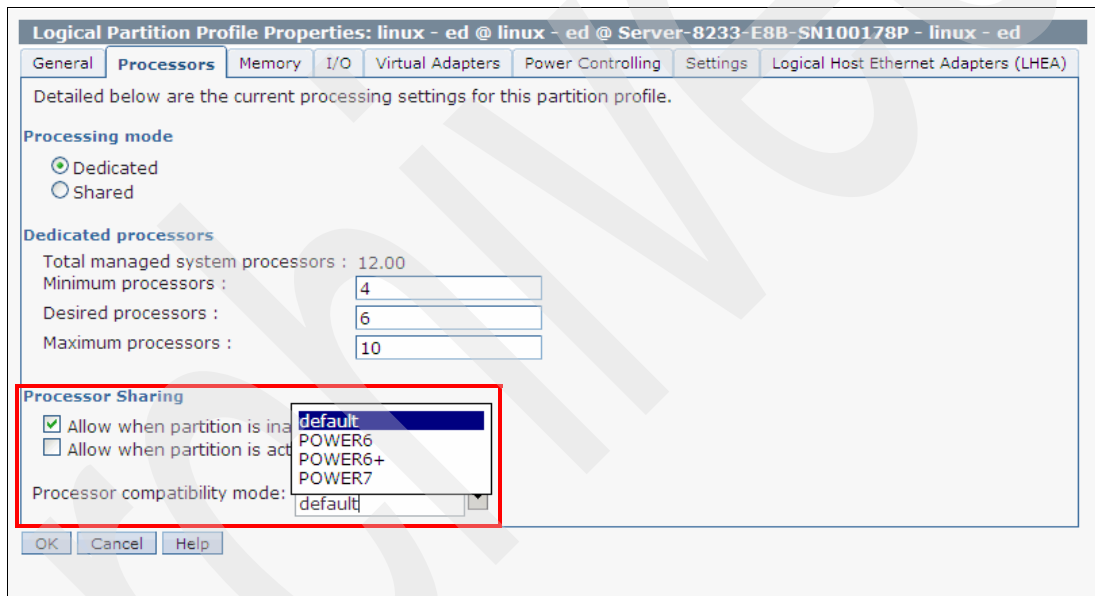 Logical Partition Profile Properties: linux - ed @ linux - ed @ Server-8233-E8B-SN100178P - linux - ed
General Processors Memory I/O Virtual Adapters Power Controlling Settings Logical Host Ethernet Adapters (LHEA)
Detailed below are the current processing settings for this partition profile.
Processing mode
Dedicated
Shared
Dedicated processors
Total managed system processors : 12.00
Minimum processors : 4
Desired processors : 6
Maximum processors : 10
Processor Sharing
Allow when partition is ina
Allow when partition is act
default
POWER6
POWER6+
POWER7
Processor compatibility mode: default
OK Cancel Help